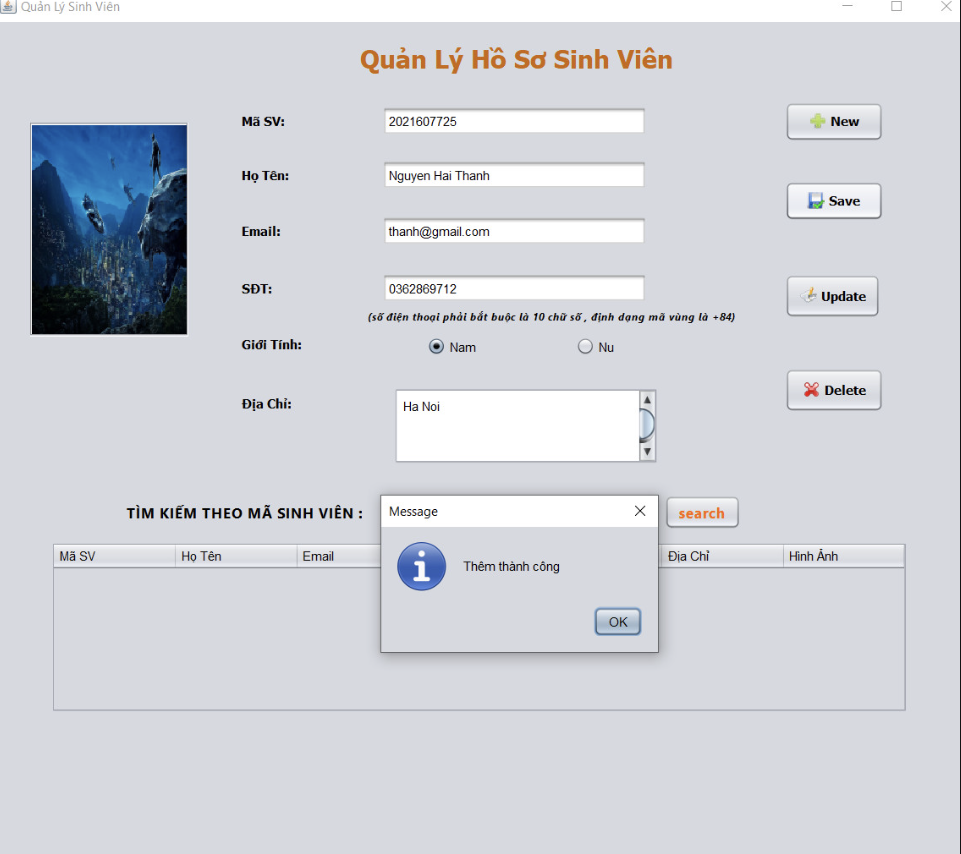 Quản Lý Sinh Viên
Quản Lý Hồ Sơ Sinh Viên
Mã SV:
2021607725
New
Họ Tên:
Nguyen Hai Thanh
Save
Email:
thanh@gmail.com
SĐT:
0362869712
Update
(số điện thoại phải bắt buộc là 10 chữ số , định dạng mã vùng là +84)
Giới Tính:
Nam
Nu
Delete
Địa Chỉ:
Ha Noi
TÌM KIẾM THEO MÃ SINH VIÊN :
search
Message
Thêm thành công
OK
Mã SV
Họ Tên
Email
Địa Chỉ
Hình Ảnh